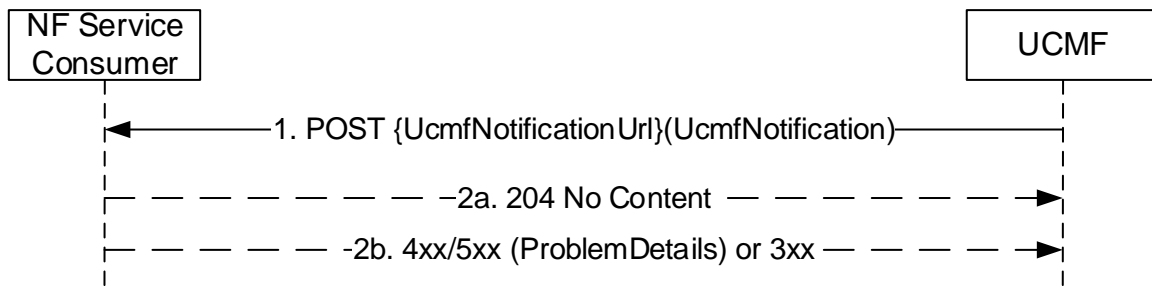 NF Service
Consumer
UCMF
1. POST {UcmfNotificationUrl}(UcmfNotification)
2a. 204 No Content
2b. 4xx/5xx (ProblemDetails) or 3xx